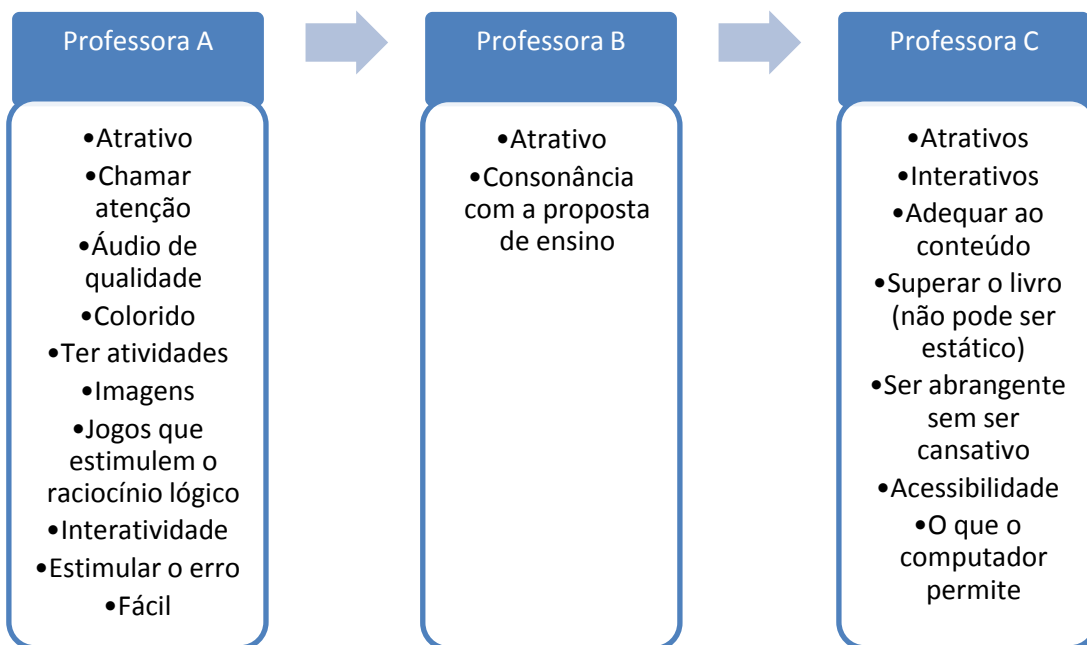 Professora A
•Atrativo
•Chamar
atenção
•Áudio de
qualidade
•Colorido
•Ter atividades
•Imagens
•Jogos que
estimulem o
raciocínio lógico
•Interatividade
•Estimular o erro
•Fácil
Professora B
•Atrativo
•Consonância
com a proposta
de ensino
Professora C
•Atrativos
•Interativos
•Adequar ao
conteúdo
•Superar o livro
(não pode ser
estático)
•Ser abrangente
sem ser
cansativo
•Acessibilidade
•O que o
computador
permite